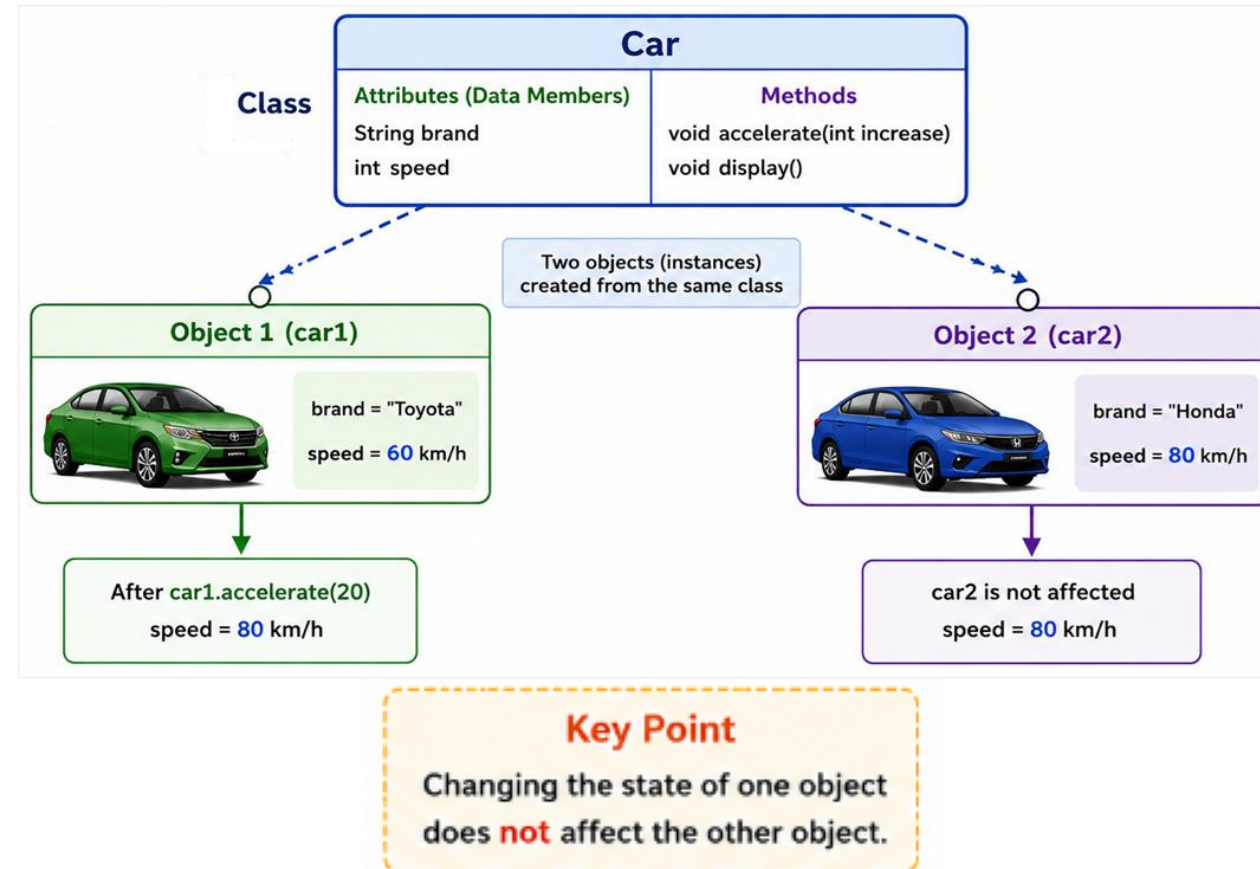 Car
Class
Attributes (Data Members)
String brand
int speed
Methods
void accelerate(int increase)
void display()
Two objects (instances)
created from the same class
Object 1 (car1)
brand = "Toyota"
speed = 60 km/h
After car1.accelerate(20)
speed = 80 km/h
Object 2 (car2)
brand = "Honda"
speed = 80 km/h
car2 is not affected
speed = 80 km/h
Key Point
Changing the state of one object
does not affect the other object.